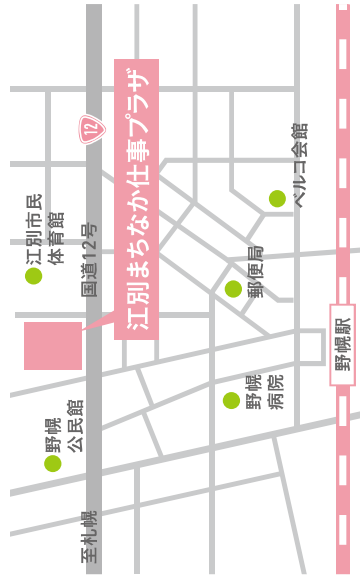 江別市民
体育館
国道12号
12
江別まちなか仕事プラザ
ベルコ会館
郵便局
野幌駅
野幌
病院
野幌
公民館
至札幌